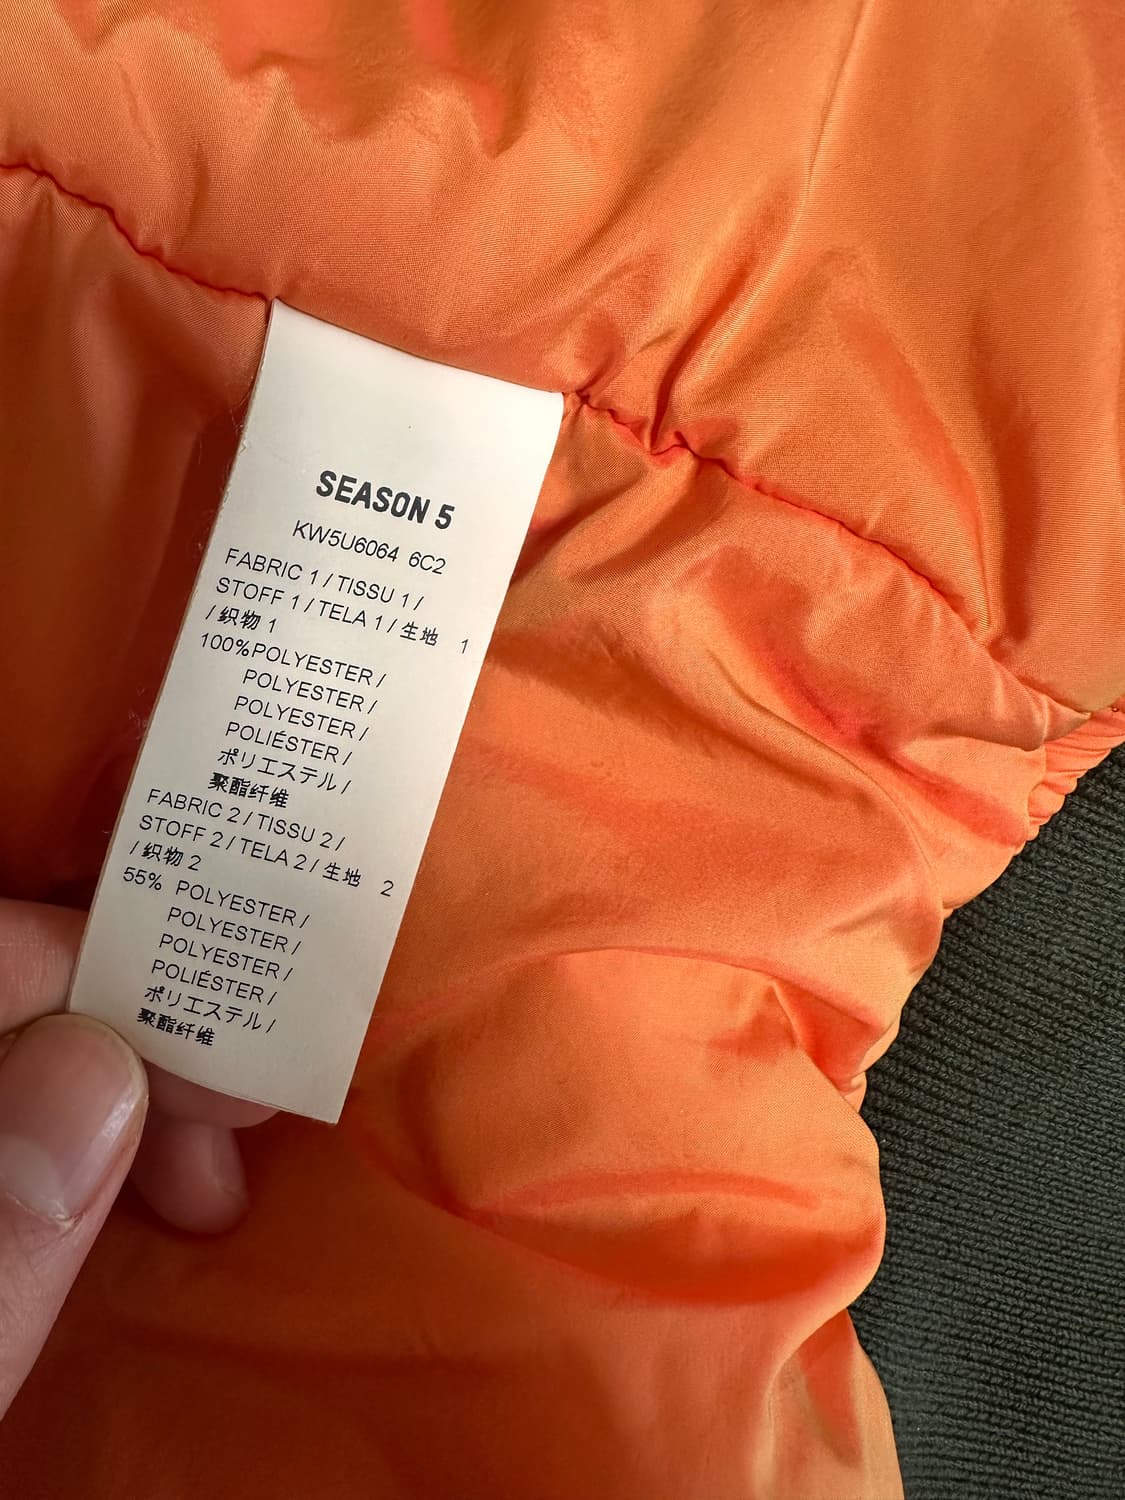 SEASON 5
KW5U6064 6C2
FABRIC 1 / TISSU 1 /
STOFF 1 / TELA 1 / 生地 1
/ 织物 1
100%POLYESTER /
POLYESTER /
POLYESTER /
POLIÉSTER /
ポリエステル /
聚酯纤维
FABRIC 2 / TISSU 2 /
STOFF 2 / TELA 2 / 生地 2
/ 织物 2
55% POLYESTER /
POLYESTER /
POLYESTER /
POLIÉSTER /
ポリエステル /
聚酯纤维